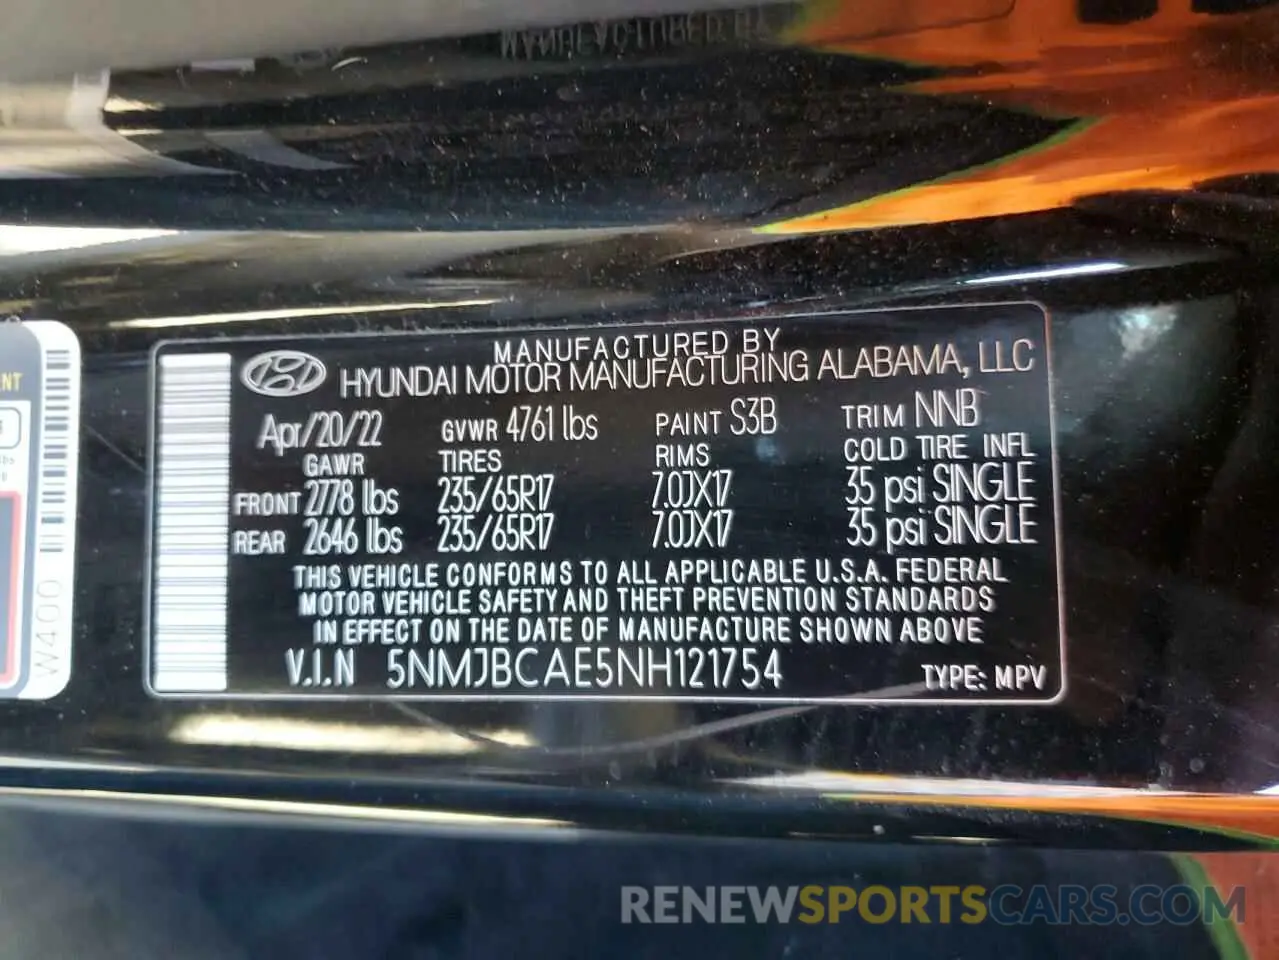 MANUFACTURED BY
HYUNDAI MOTOR MANUFACTURING ALABAMA, LLC
Apr/20/22 GVWR 4761 lbs PAINT S3B TRIM NNB
GAWR TIRES RIMS COLD TIRE INFL
FRONT 2778 lbs 235/65R17 7.0JX17 35 psi SINGLE
REAR 2646 lbs 235/65R17 7.0JX17 35 psi SINGLE
THIS VEHICLE CONFORMS TO ALL APPLICABLE U.S.A. FEDERAL
MOTOR VEHICLE SAFETY AND THEFT PREVENTION STANDARDS
IN EFFECT ON THE DATE OF MANUFACTURE SHOWN ABOVE
V.I.N 5NMJBCAE5NH121754 TYPE: MPV
W400
RENEWSPORTSCARS.COM